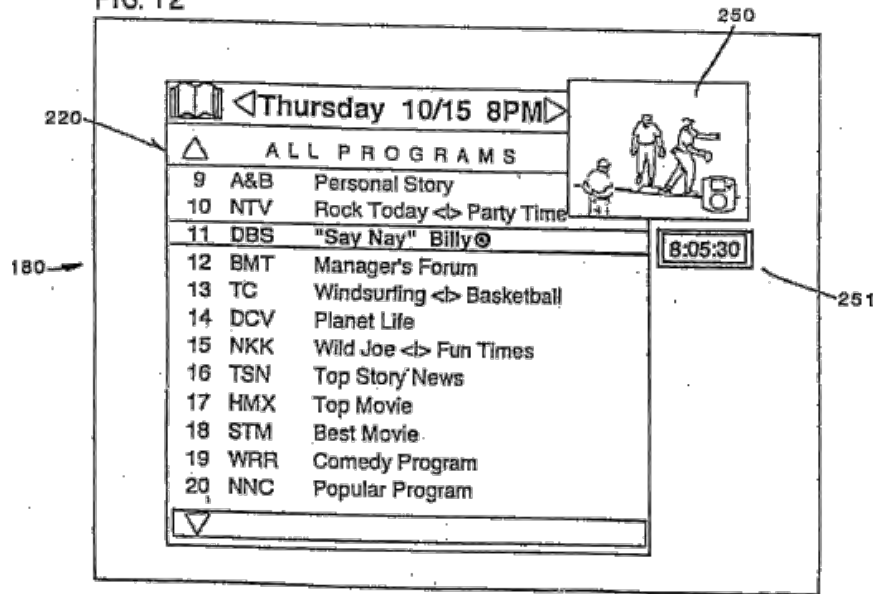 FIG. 12
250
220
Thursday 10/15 8PM
ALL PROGRAMS
9 A&B Personal Story
10 NTV Rock Today <I> Party Time
11 DBS "Say Nay" Billy
8:05:30
180
12 BMT Manager's Forum
251
13 TC Windsurfing <I> Basketball
14 DCV Planet Life
15 NKK Wild Joe <I> Fun Times
16 TSN Top Story News
17 HMX Top Movie
18 STM Best Movie
19 WRR Comedy Program
20 NNC Popular Program